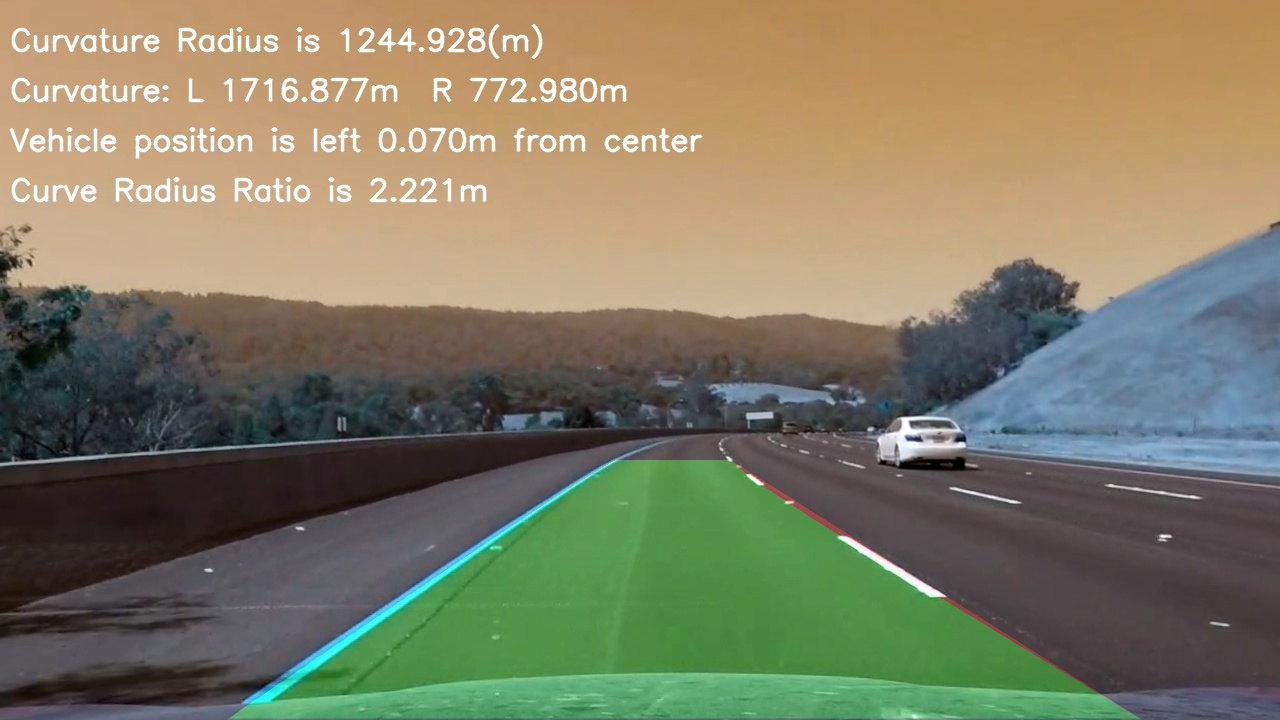 Curvature Radius is 1244.928(m)
Curvature: L 1716.877m R 772.980m
Vehicle position is left 0.070m from center
Curve Radius Ratio is 2.221m